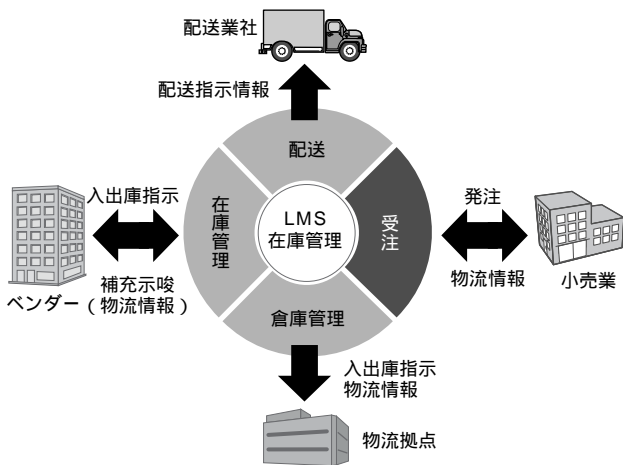 配送業社
配送指示情報
配送
入出庫指示
在庫管理
LMS
在庫管理
受注
発注
補充示唆
ベンダー（物流情報）
物流情報
小売業
倉庫管理
入出庫指示
物流情報
物流拠点